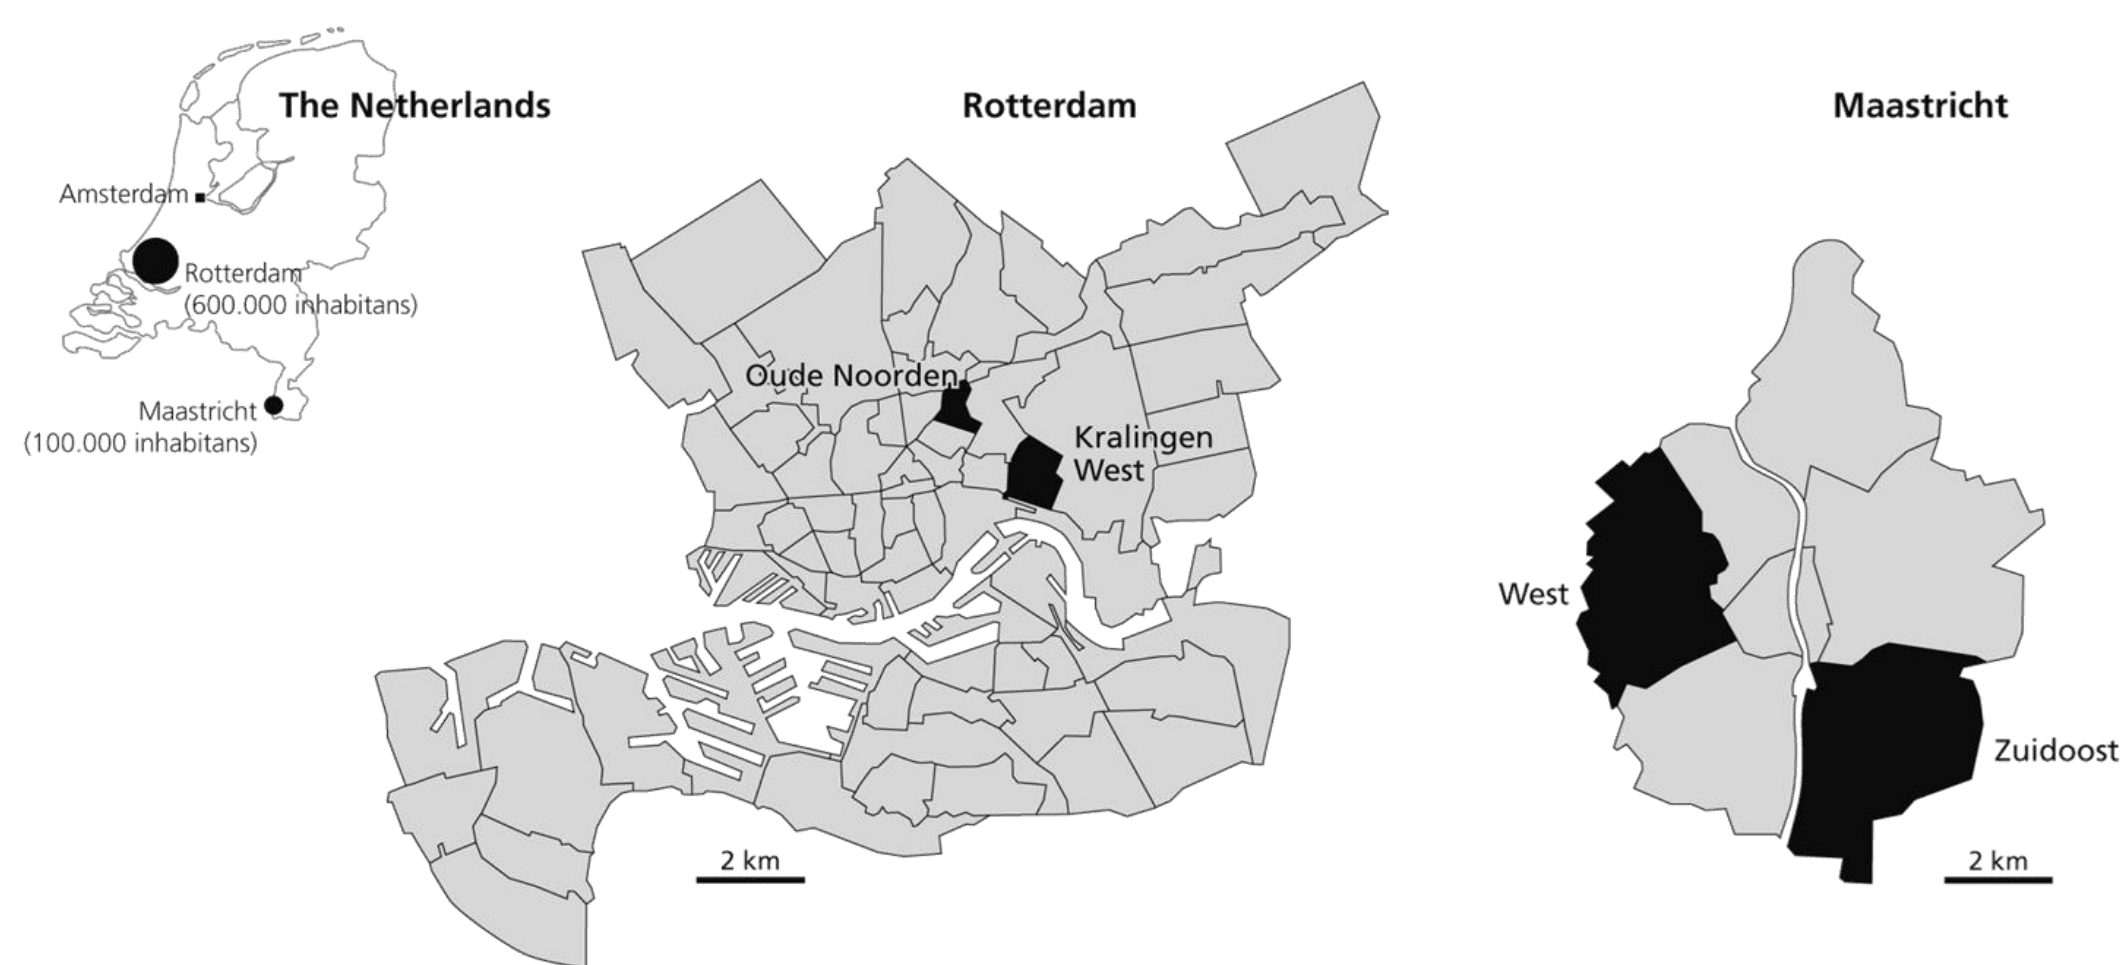 The Netherlands
Amsterdam
Rotterdam
(600.000 inhabitans)
Maastricht
(100.000 inhabitans)
Rotterdam
Oude Noorden
Kralingen
West
2 km
Maastricht
West
Zuidoost
2 km